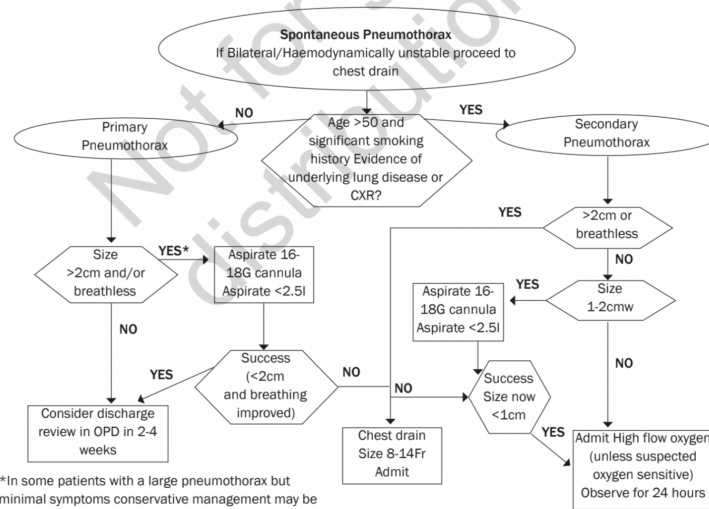 Not for
distribution
Spontaneous Pneumothorax
If Bilateral/Haemodynamically unstable proceed to
chest drain
NO
YES
Primary
Pneumothorax
Age >50 and
significant smoking
history Evidence of
underlying lung disease or
CXR?
Secondary
Pneumothorax
YES
>2cm or
breathless
NO
Size
>2cm and/or
breathless
YES*
Aspirate 16-
18G cannula
Aspirate <2.5l
Aspirate 16-
18G cannula
Aspirate <2.5l
YES
Size
1-2cmw
NO
NO
YES
Success
(<2cm
and breathing
improved)
NO
NO
Success
Size now
<1cm
YES
Consider discharge
review in OPD in 2-4
weeks
Chest drain
Size 8-14Fr
Admit
Admit High flow oxygen
(unless suspected
oxygen sensitive)
Observe for 24 hours
*In some patients with a large pneumothorax but
minimal symptoms conservative management may be